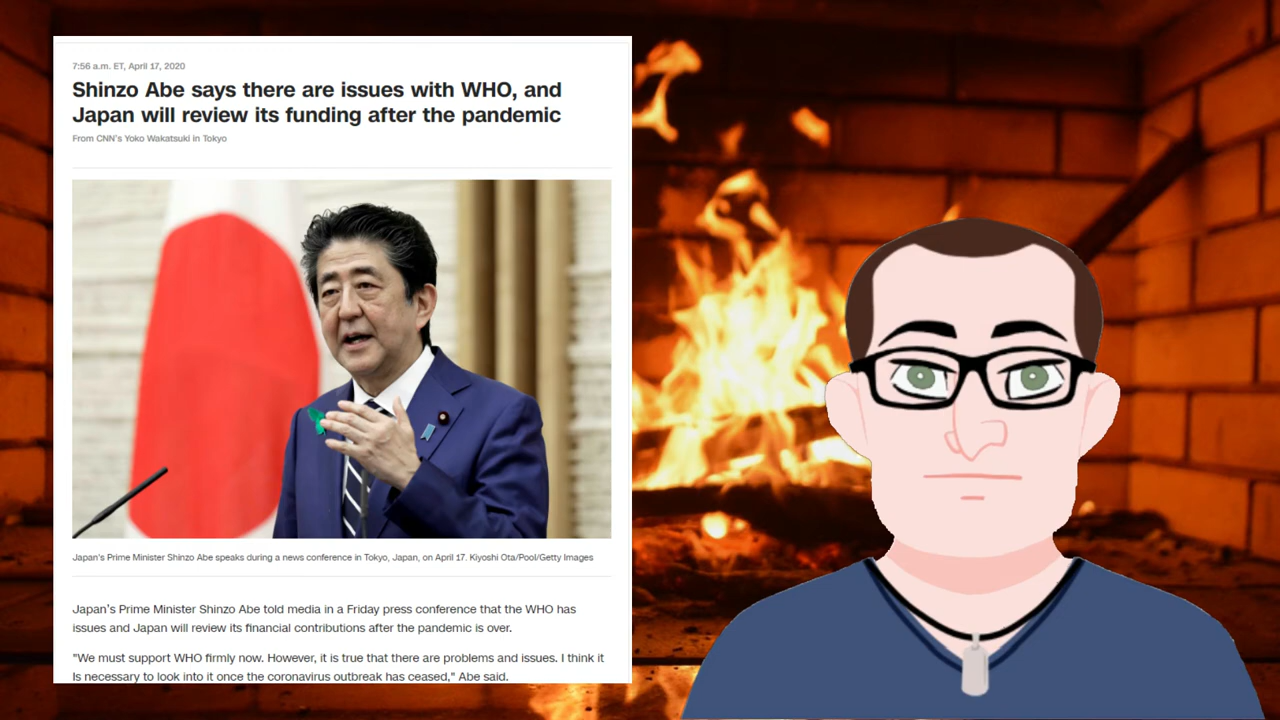 7:56 a.m. ET, April 17, 2020
Shinzo Abe says there are issues with WHO, and
Japan will review its funding after the pandemic
From CNN's Yoko Wakatsuki in Tokyo
Japan's Prime Minister Shinzo Abe speaks during a news conference in Tokyo, Japan, on April 17. Kiyoshi Ota/Pool/Getty Images
Japan's Prime Minister Shinzo Abe told media in a Friday press conference that the WHO has
issues and Japan will review its financial contributions after the pandemic is over.
"We must support WHO firmly now. However, it is true that there are problems and issues. I think it
Is necessary to look into it once the coronavirus outbreak has ceased," Abe said.